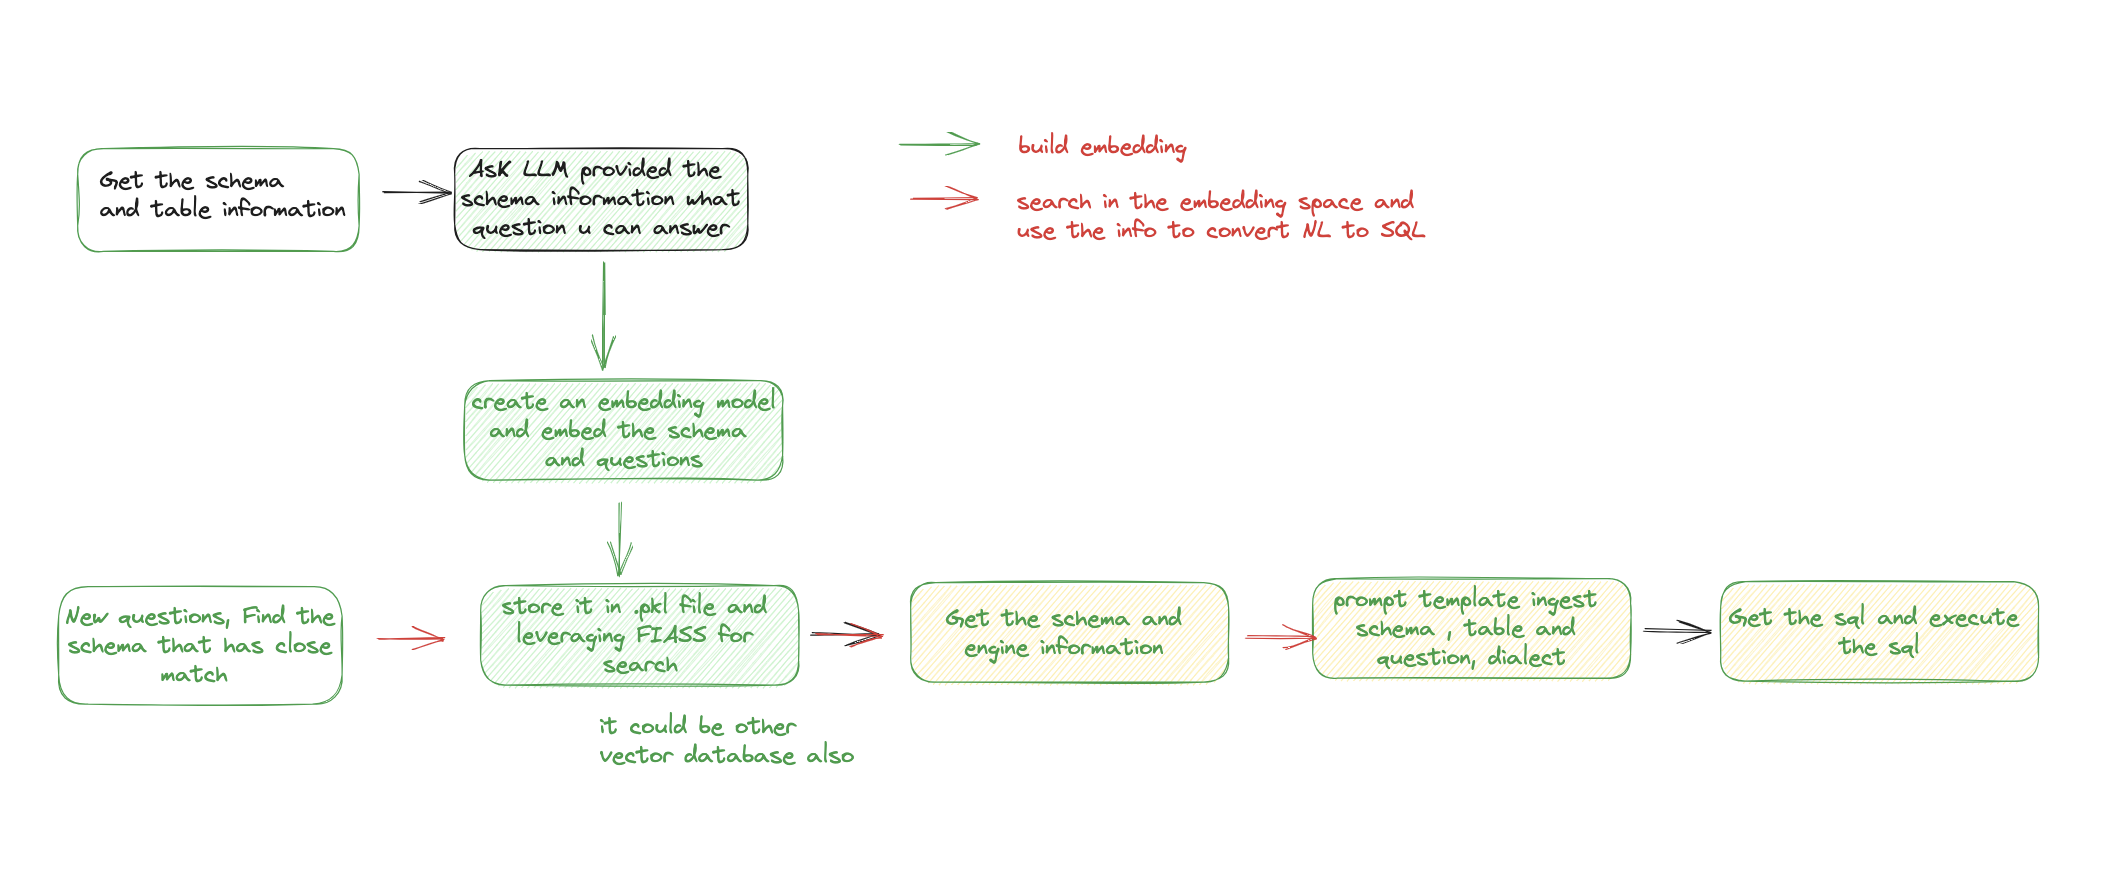 Get the schema
and table information
AsK LLM provided the
schema information what
question u can answer
build embedding
search in the embedding space and
use the info to convert NL to SQL
create an embedding model
and embed the schema
and questions
New questions, Find the
schema that has close
match
store it in .pkl file and
leveraging FIASS for
search
it could be other
vector database also
Get the schema and
engine information
prompt template ingest
schema , table and
question, dialect
Get the sql and execute
the sql